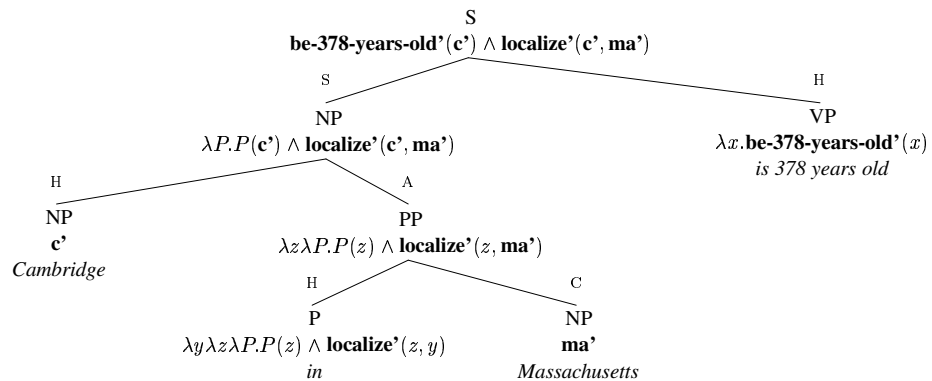 S
be-378-years-old’(c’) ∧ localize’(c’, ma’)
S H
NP VP
λP.P(c’) ∧ localize’(c’, ma’) λx.be-378-years-old’(x)
is 378 years old
H A
NP PP
c’ λzλP.P(z) ∧ localize’(z, ma’)
Cambridge
H C
P NP
λyλzλP.P(z) ∧ localize’(z, y) ma’
in Massachusetts